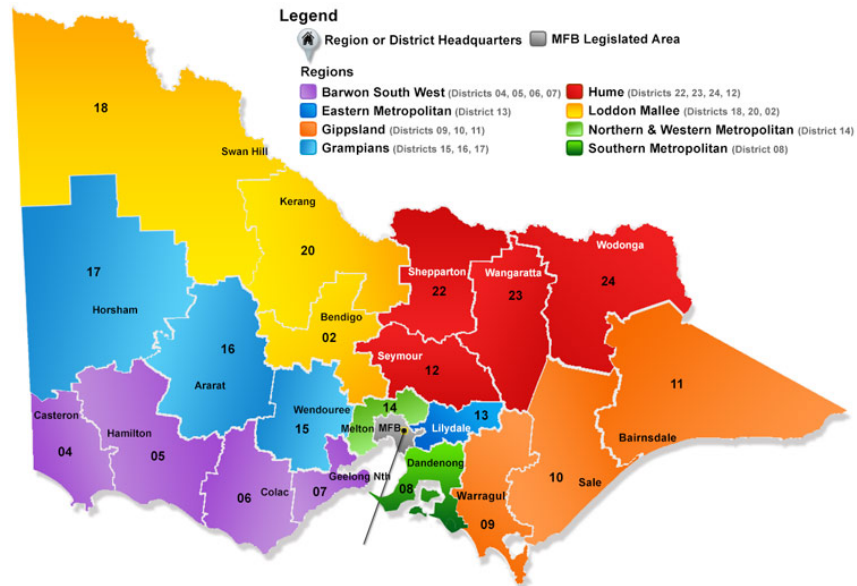 Legend
Region or District Headquarters
MFB Legislated Area
Regions
Barwon South West (Districts 04, 05, 06, 07)
Eastern Metropolitan (District 13)
Gippsland (Districts 09, 10, 11)
Grampians (Districts 15, 16, 17)
Hume (Districts 22, 23, 24, 12)
Loddon Mallee (Districts 18, 20, 02)
Northern & Western Metropolitan (District 14)
Southern Metropolitan (District 08)
18
Swan Hill
Kerang
20
Shepparton
22
Wangaratta
23
Wodonga
24
17
Horsham
Bendigo
02
16
Ararat
Seymour
12
11
Bairnsdale
Casteron
04
Hamilton
05
Wendouree
15
14
Melton
MFB
Lilydale
13
Geelong Nth
07
06
Colac
Dandenong
08
Warragul
09
10
Sale